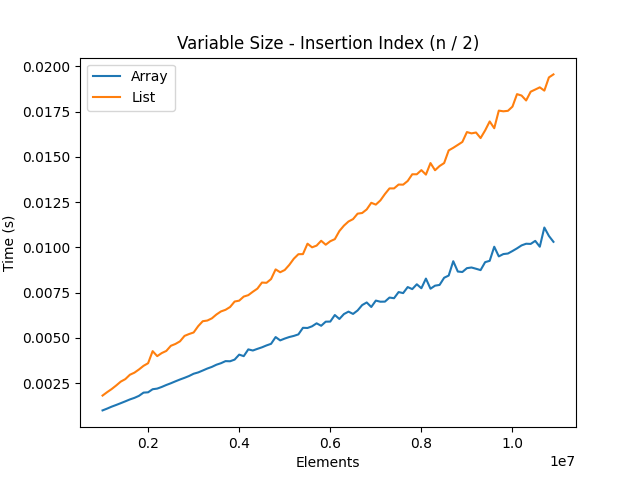 Variable Size - Insertion Index (n / 2)
Array
List
0.0200
0.0175
0.0150
0.0125
0.0100
0.0075
0.0050
0.0025
Time (s)
0.2
0.4
0.6
0.8
1.0
1e7
Elements